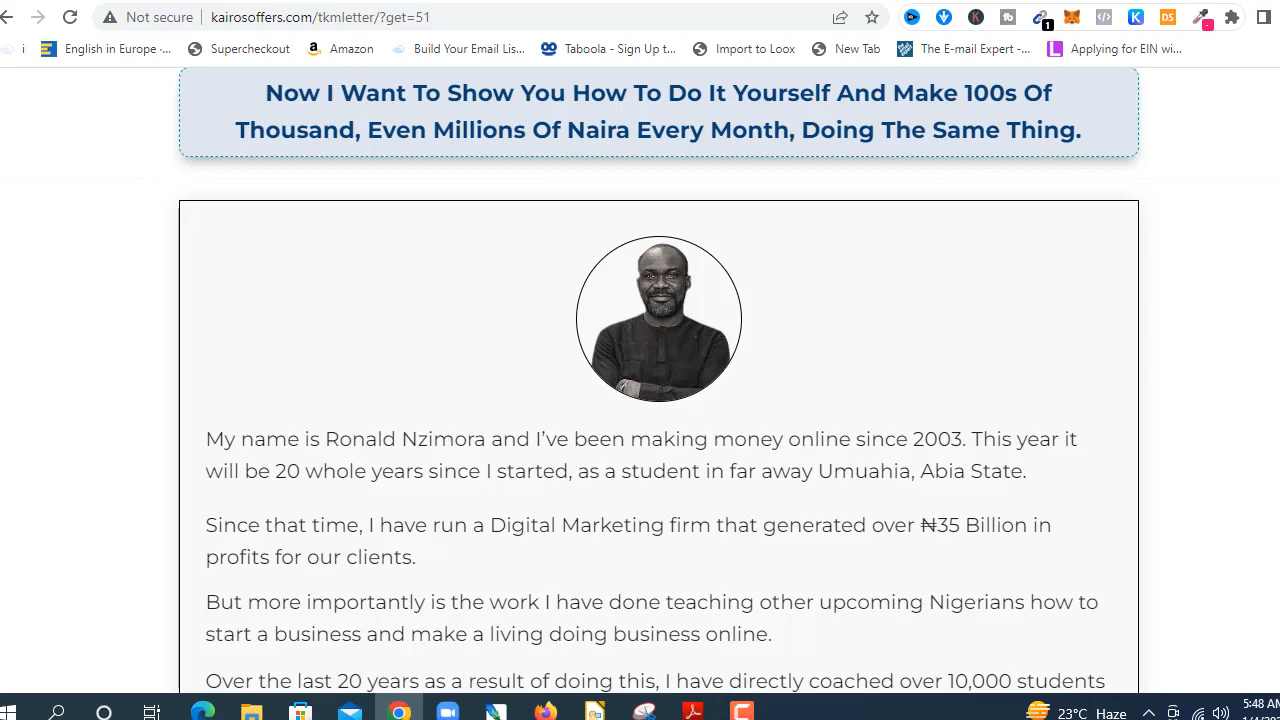 Not secure
kairosoffers.com/tkmletter/?get=51
English in Europe -...
Supercheckout
Amazon
Build Your Email Lis...
Taboola - Sign Up t...
Import to Loox
New Tab
The E-mail Expert -...
Applying for EIN wi...
Now I Want To Show You How To Do It Yourself And Make 100s Of
Thousand, Even Millions Of Naira Every Month, Doing The Same Thing.
My name is Ronald Nzimora and I’ve been making money online since 2003. This year it
will be 20 whole years since I started, as a student in far away Umuahia, Abia State.
Since that time, I have run a Digital Marketing firm that generated over ₦35 Billion in
profits for our clients.
But more importantly is the work I have done teaching other upcoming Nigerians how to
start a business and make a living doing business online.
Over the last 20 years as a result of doing this, I have directly coached over 10,000 students
23°C Haze
5:48 AM